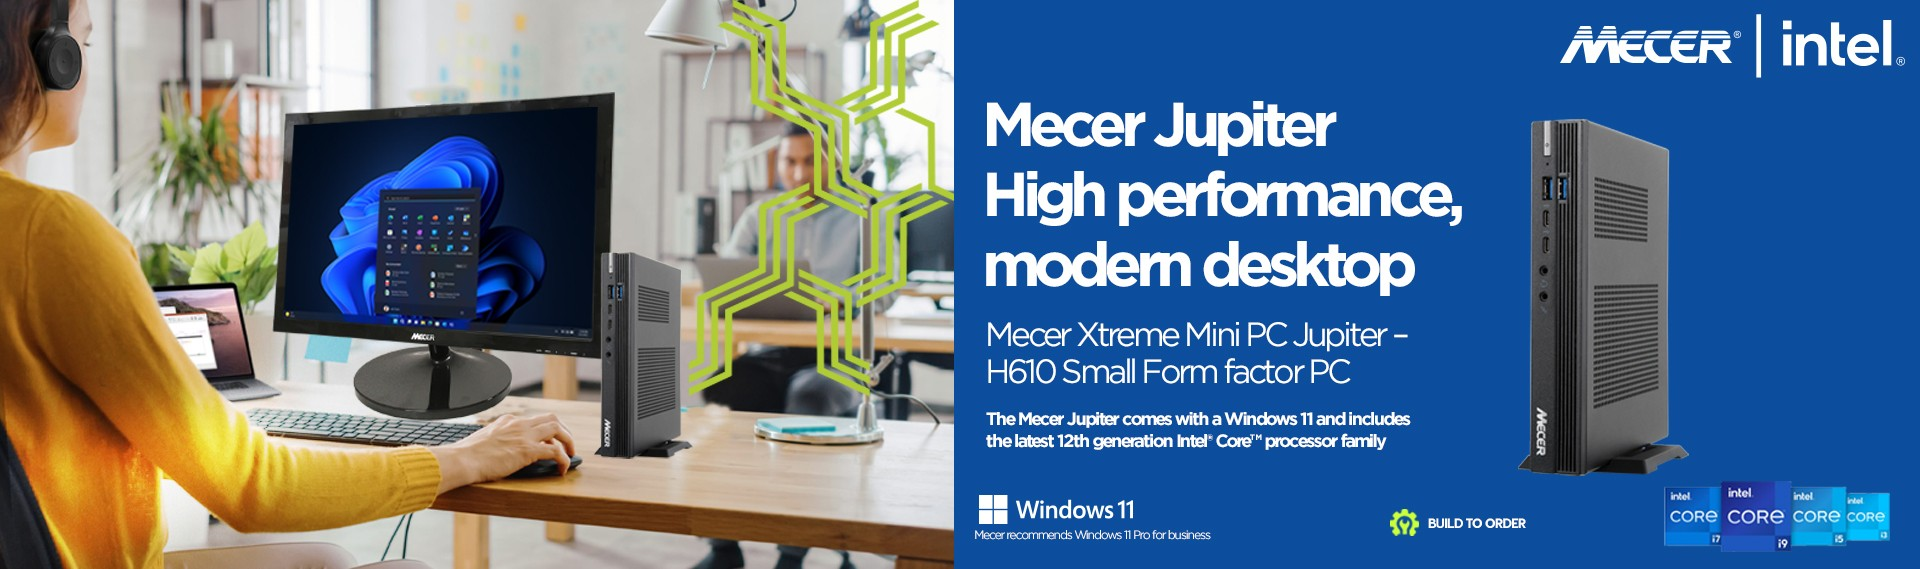 MECER® | intel®
Mecer Jupiter
High performance,
modern desktop
Mecer Xtreme Mini PC Jupiter –
H610 Small Form factor PC
The Mecer Jupiter comes with a Windows 11 and includes
the latest 12th generation Intel® Core™ processor family
Windows 11
Mecer recommends Windows 11 Pro for business
BUILD TO ORDER
intel. CORE i7
intel. CORE i9
intel. CORE i5
intel. CORE i3
MECER
MECER
MECER